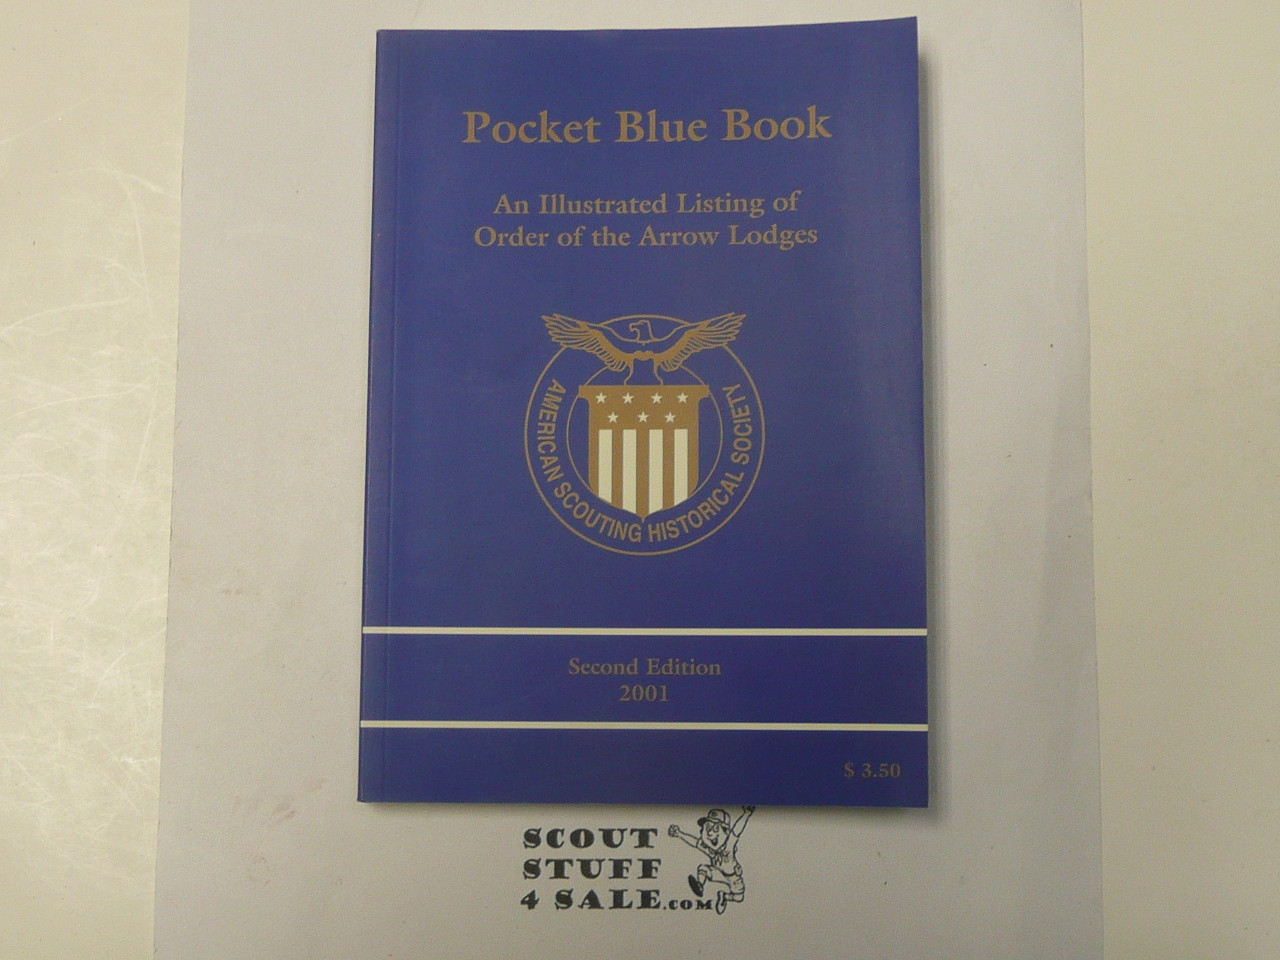 Pocket Blue Book
An Illustrated Listing of
Order of the Arrow Lodges
AMERICAN SCOUTING HISTORICAL SOCIETY
Second Edition
2001
$ 3.50
SCOUT
STUFF
4 SALE.COM